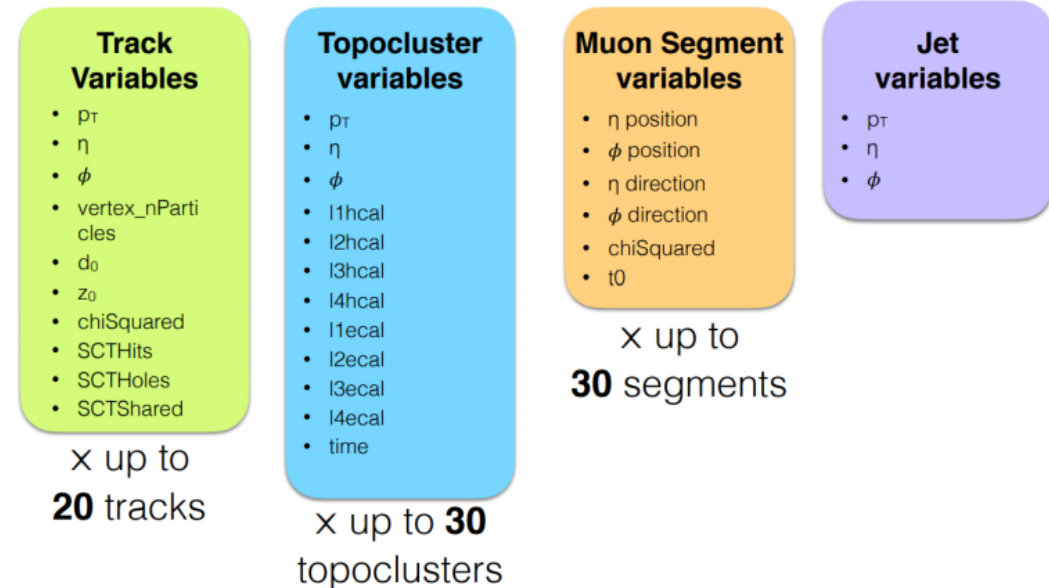 Track
Variables
• pT
• η
• ϕ
• vertex_nParti
cles
• d0
• z0
• chiSquared
• SCTHits
• SCTHoles
• SCTShared
x up to
20 tracks
Topocluster
variables
• pT
• η
• ϕ
• l1hcal
• l2hcal
• l3hcal
• l4hcal
• l1ecal
• l2ecal
• l3ecal
• l4ecal
• time
x up to 30
topoclusters
Muon Segment
variables
• η position
• ϕ position
• η direction
• ϕ direction
• chiSquared
• t0
x up to
30 segments
Jet
variables
• pT
• η
• ϕ